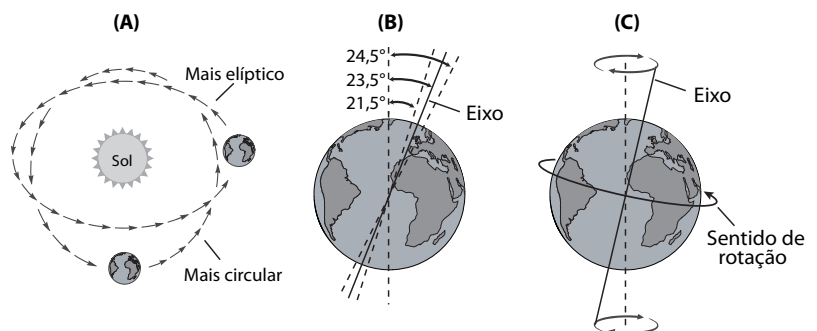 (A)
Mais elíptico
Sol
Mais circular
(B)
24,5°
23,5°
21,5°
Eixo
(C)
Eixo
Sentido de
rotação